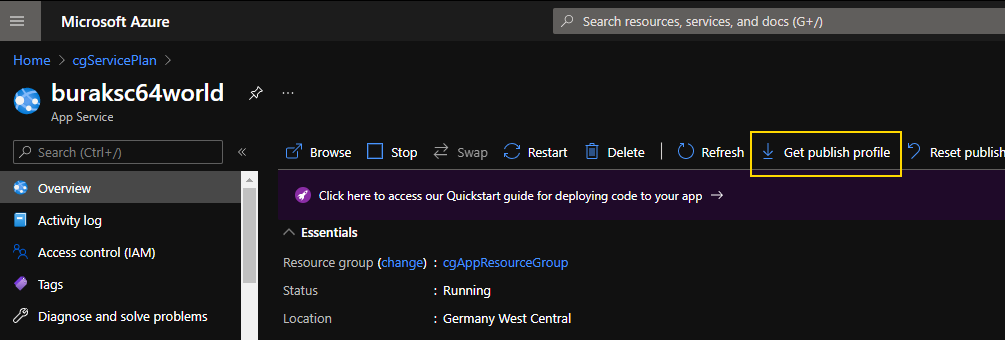 Microsoft Azure
Search resources, services, and docs (G+/)
Home > cgServicePlan >
buraksc64world ...
App Service
Search (Ctrl+/) «
Browse Stop Swap Restart Delete | Refresh Get publish profile Reset publish
Overview
Click here to access our Quickstart guide for deploying code to your app →
Activity log
Essentials
Access control (IAM)
Resource group (change) : cgAppResourceGroup
Tags
Status : Running
Diagnose and solve problems
Location : Germany West Central